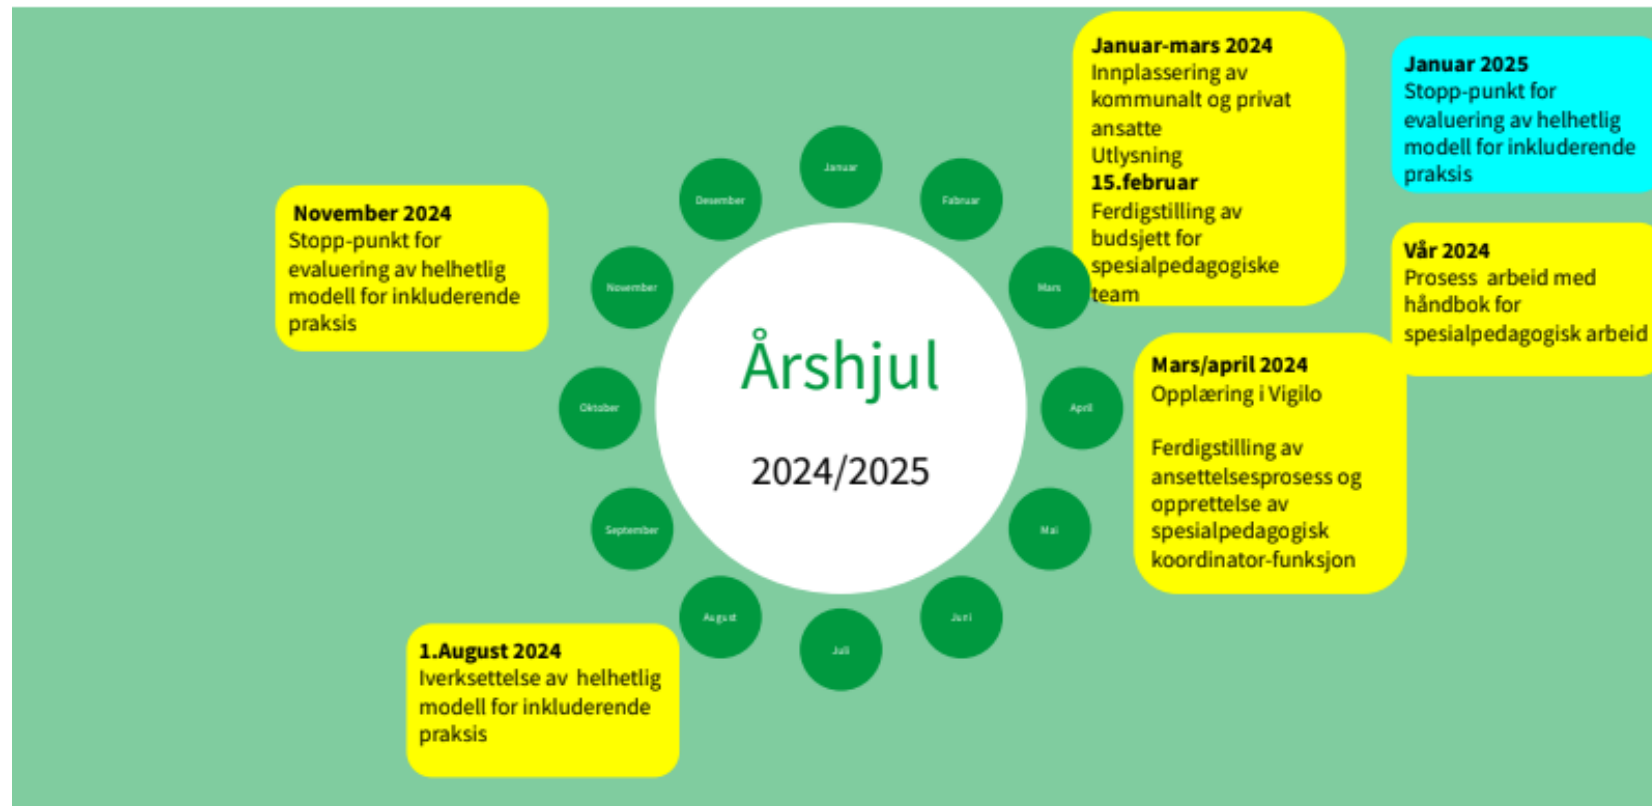 Januar-mars 2024
Innplassering av
kommunalt og privat
ansatte
Utlysning
15.februar
Ferdigstilling av
budsjett for
spesialpedagogiske
team
Januar 2025
Stopp-punkt for
evaluering av helhetlig
modell for inkluderende
praksis
Vår 2024
Prosess arbeid med
håndbok for
spesialpedagogisk arbeid
Mars/april 2024
Opplæring i Vigilo
Ferdigstilling av
ansettelsesprosess og
opprettelse av
spesialpedagogisk
koordinator-funksjon
November 2024
Stopp-punkt for
evaluering av helhetlig
modell for inkluderende
praksis
1.August 2024
Iverksettelse av helhetlig
modell for inkluderende
praksis
Årshjul
2024/2025
Januar
Fabruar
Mars
April
Mai
Juni
Juli
August
September
Oktober
November
Desember